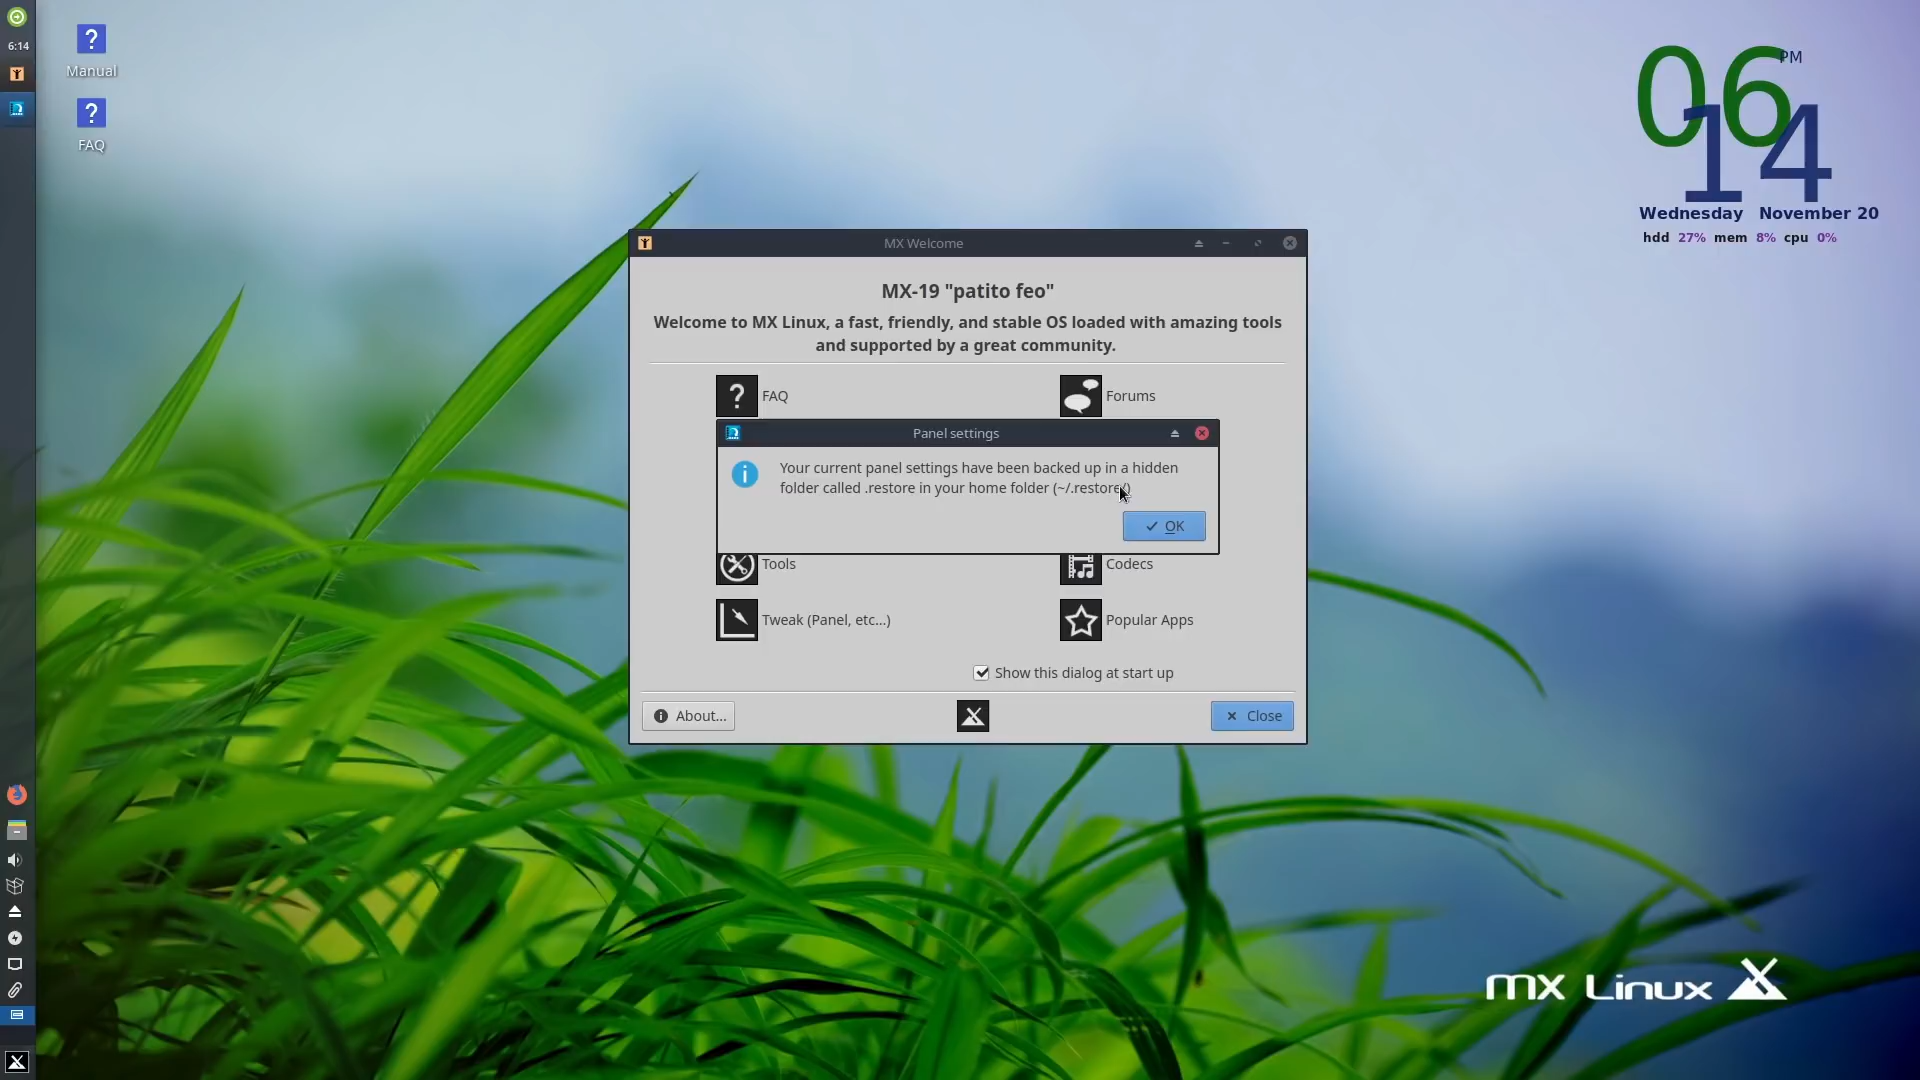 6:14
Manual
FAQ
06
PM
14
Wednesday November 20
hdd 27% mem 8% cpu 0%
MX Welcome
MX-19 "patito feo"
Welcome to MX Linux, a fast, friendly, and stable OS loaded with amazing tools
and supported by a great community.
FAQ
Forums
Panel settings
Your current panel settings have been backed up in a hidden
folder called .restore in your home folder (~/.restore/)
OK
Tools
Codecs
Tweak (Panel, etc...)
Popular Apps
Show this dialog at start up
About...
Close
mx Linux